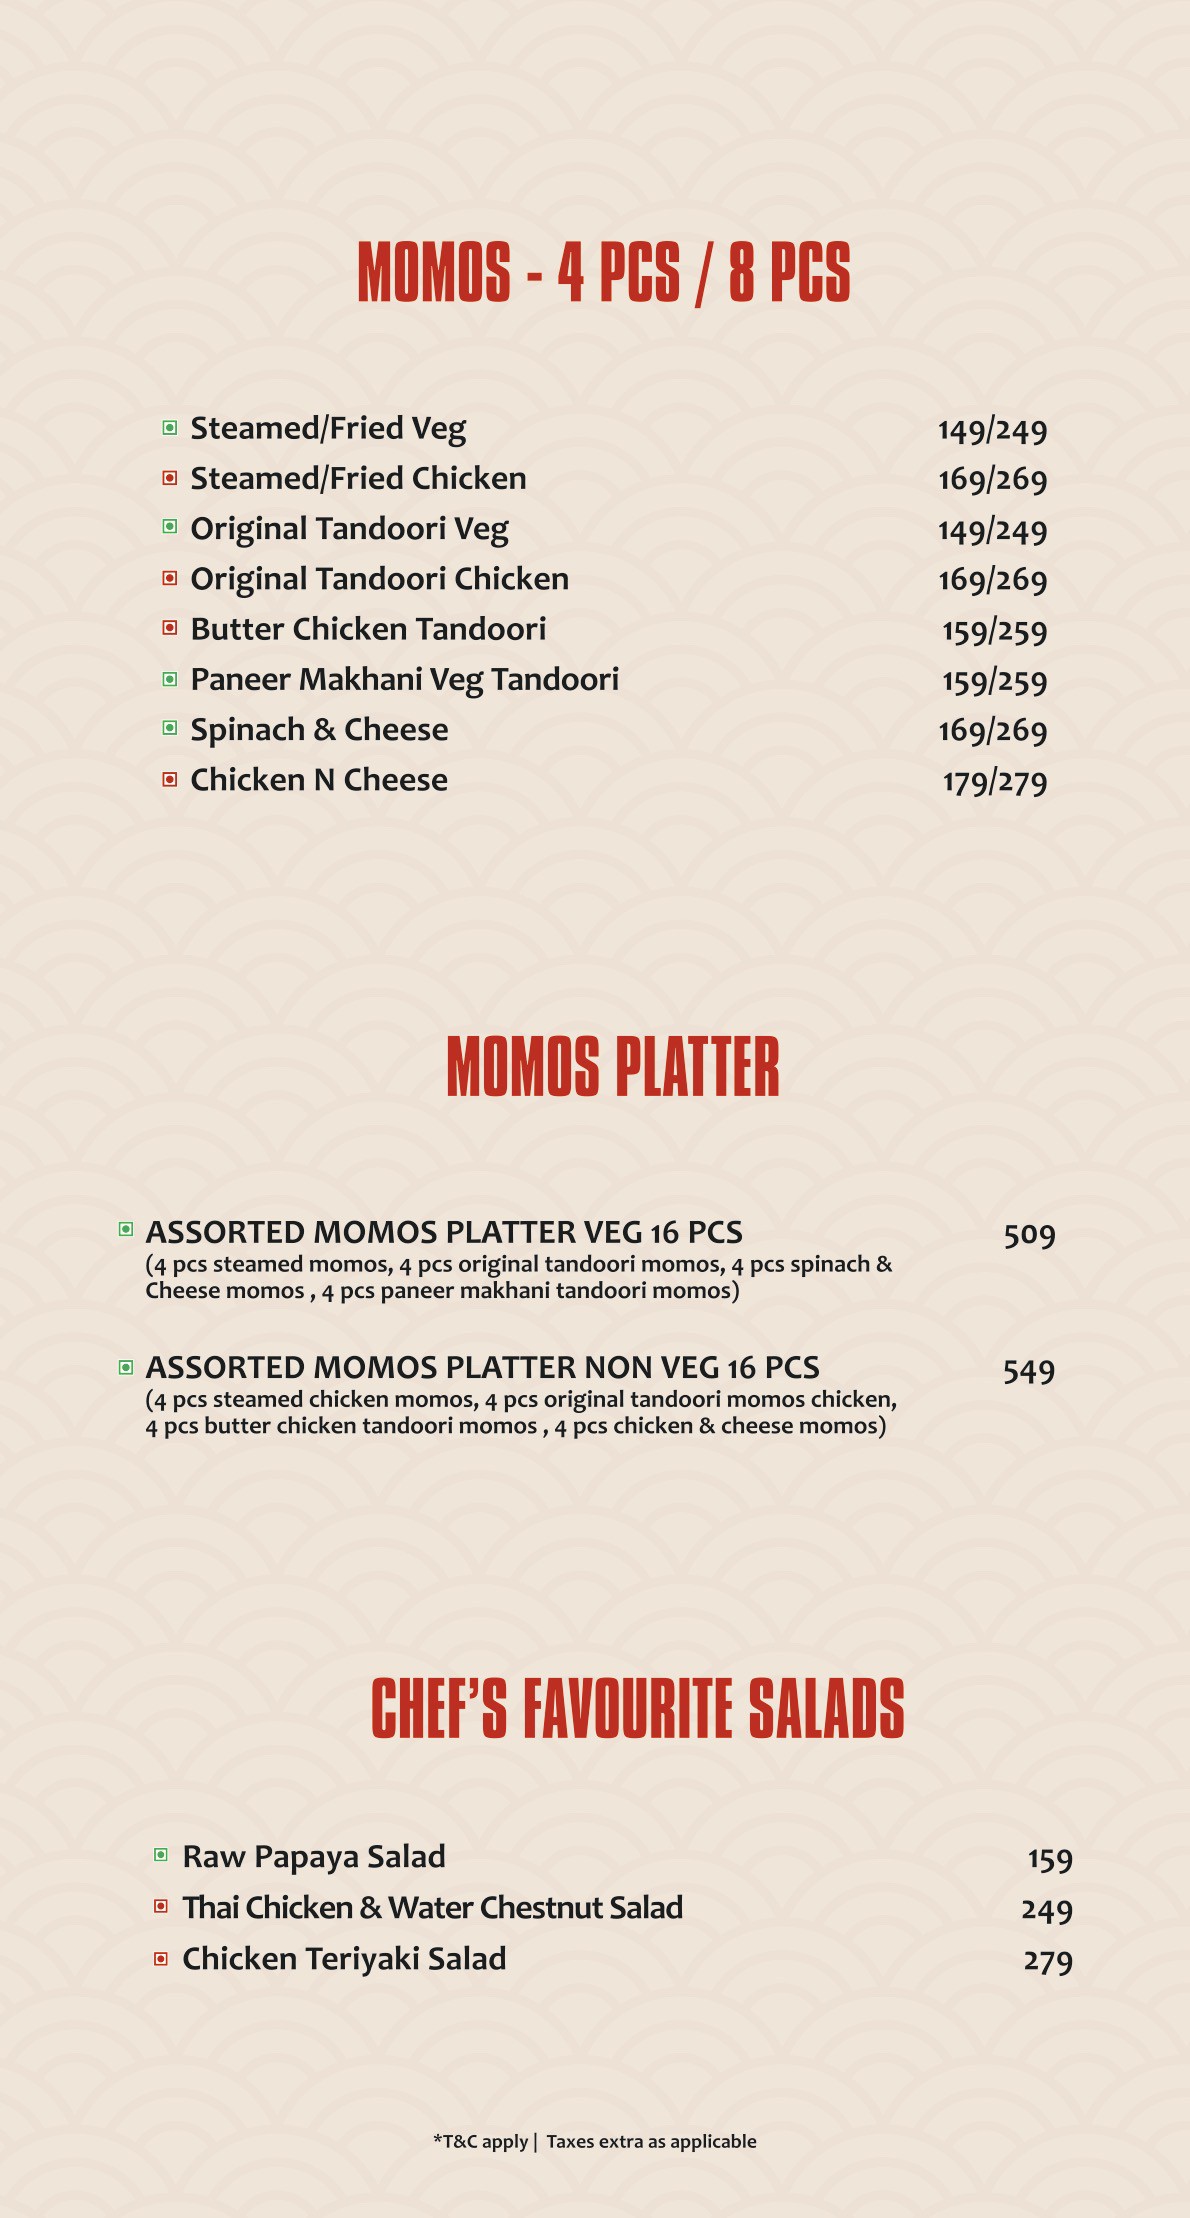 MOMOS - 4 PCS / 8 PCS
Steamed/Fried Veg 149/249
Steamed/Fried Chicken 169/269
Original Tandoori Veg 149/249
Original Tandoori Chicken 169/269
Butter Chicken Tandoori 159/259
Paneer Makhani Veg Tandoori 159/259
Spinach & Cheese 169/269
Chicken N Cheese 179/279
MOMOS PLATTER
ASSORTED MOMOS PLATTER VEG 16 PCS 509
(4 pcs steamed momos, 4 pcs original tandoori momos, 4 pcs spinach &
Cheese momos , 4 pcs paneer makhani tandoori momos)
ASSORTED MOMOS PLATTER NON VEG 16 PCS 549
(4 pcs steamed chicken momos, 4 pcs original tandoori momos chicken,
4 pcs butter chicken tandoori momos , 4 pcs chicken & cheese momos)
CHEF'S FAVOURITE SALADS
Raw Papaya Salad 159
Thai Chicken & Water Chestnut Salad 249
Chicken Teriyaki Salad 279
*T&C apply | Taxes extra as applicable